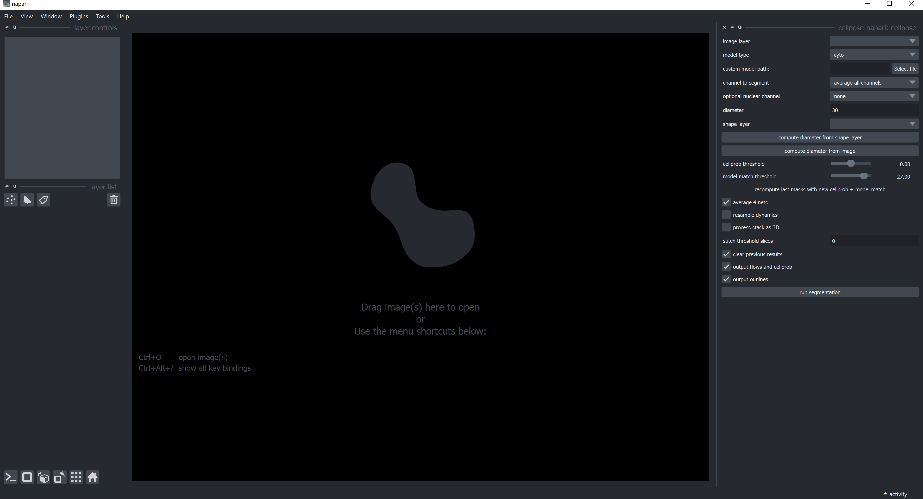 napari
File View Window Plugins Tools Help
layer controls
layer list
Drag image(s) here to open
or
Use the menu shortcuts below:
Ctrl+O open image(s)
Ctrl+Alt+/ show all key bindings
cellpose-napari: cellpose
image layer
model type cyto
custom model path: Select file
channel to segment average all channels
optional nuclear channel none
diameter 30
shape layer
compute diameter from shape layer
compute diameter from image
cellprob threshold 0.00
model match threshold 27.00
recompute last masks with new cellprob + model match
average 4 nets
resample dynamics
process stack as 3D
stitch threshold slices 0
clear previous results
output flows and cellprob
output outlines
run segmentation
activity